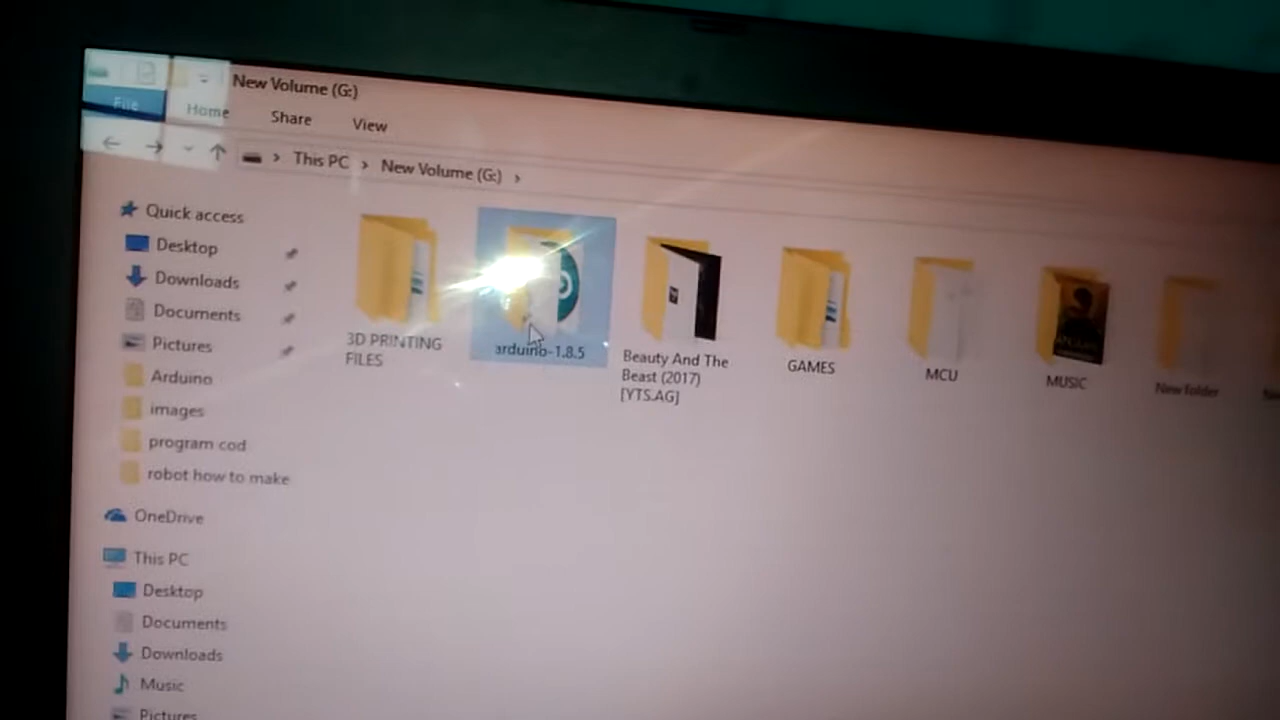 New Volume (G:)
File
Home
Share
View
This PC
New Volume (G:)
Quick access
Desktop
Downloads
Documents
Pictures
Arduino
images
program cod
robot how to make
OneDrive
This PC
Desktop
Documents
Downloads
Music
Pictures
3D PRINTING
FILES
arduino-1.8.5
Beauty And The
Beast (2017)
[YTS.AG]
GAMES
MCU
MUSIC
New folder